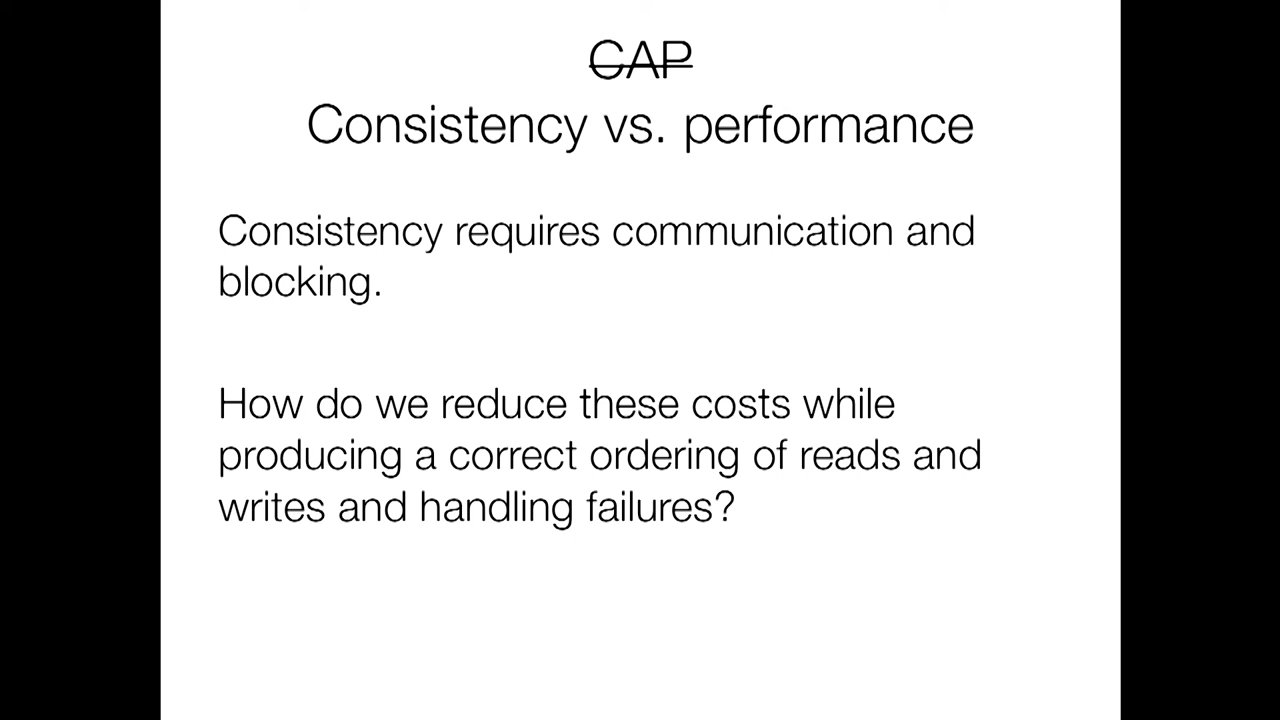 CAP
Consistency vs. performance
Consistency requires communication and
blocking.
How do we reduce these costs while
producing a correct ordering of reads and
writes and handling failures?